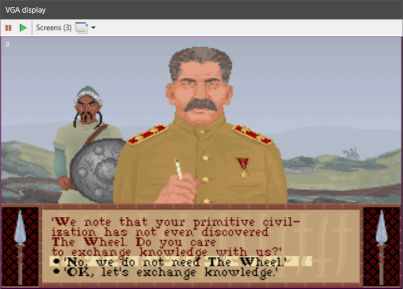 VGA display
Screens (3)
0
'We note that your primitive civil-
ization has not even discovered
The Wheel. Do you care
to exchange knowledge with us?'
• 'No, we do not need The Wheel.'
• 'OK, let's exchange knowledge.'